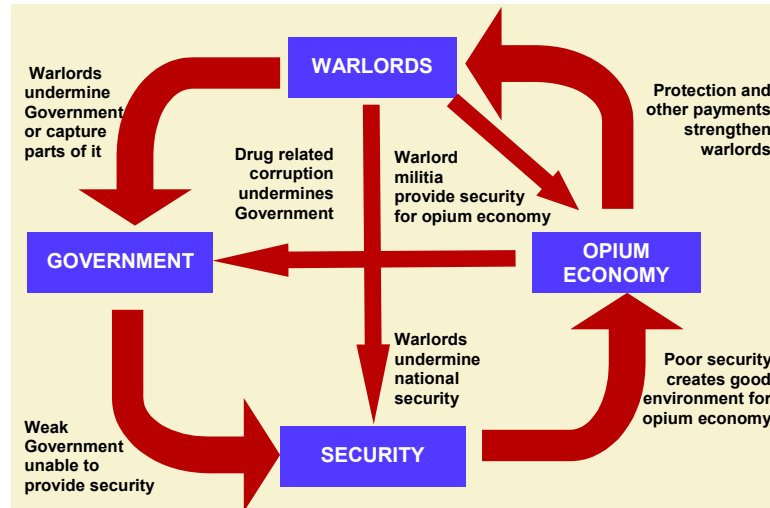 WARLORDS
Warlords
undermine
Government
or capture
parts of it
Protection and
other payments
strengthen
warlords
Drug related
corruption
undermines
Government
Warlord
militia
provide security
for opium economy
GOVERNMENT
OPIUM
ECONOMY
Warlords
undermine
national
security
Poor security
creates good
environment for
opium economy
Weak
Government
unable to
provide security
SECURITY